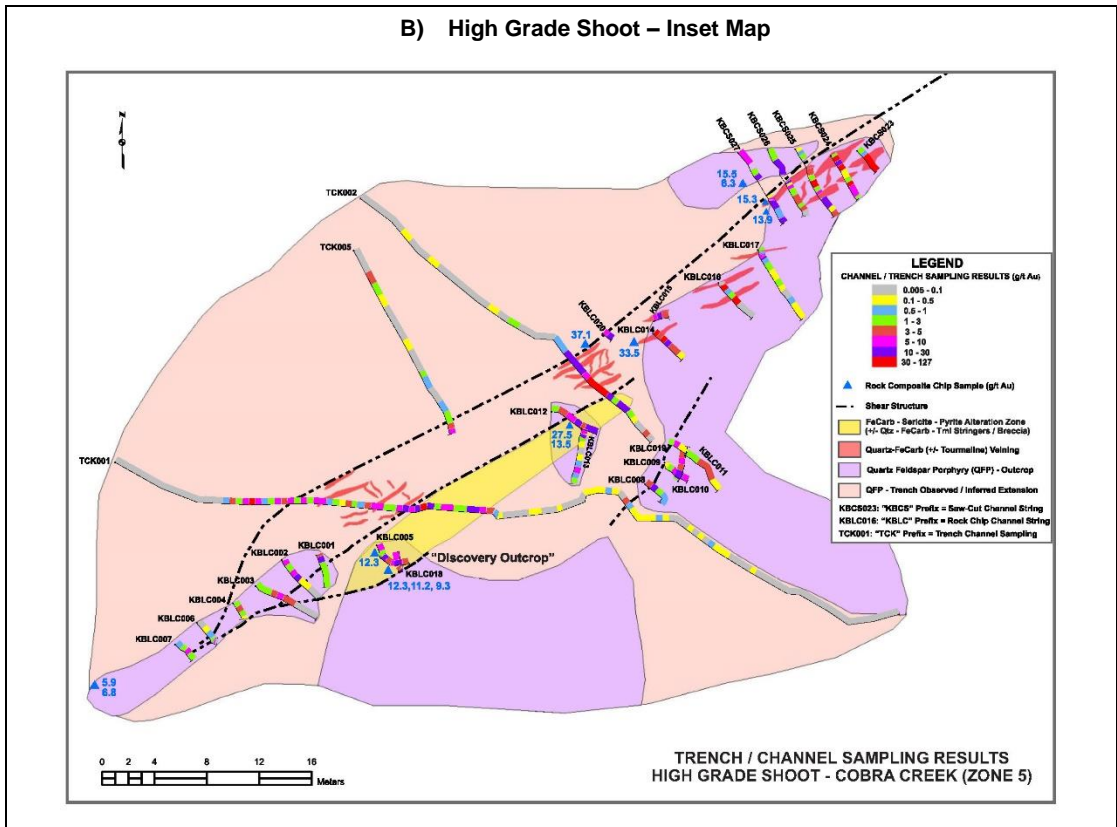 B) High Grade Shoot – Inset Map
N
KBCS027
KBCS026
KBCS025
KBCS024
KBCS023
15.5
6.3
15.3
13.9
TCK002
TCK005
KBLC017
KBLC016
KBLC015
KBLC020
KBLC014
37.1
33.5
KBLC012
27.5
13.5
KBLC013
KBLC019
KBLC011
KBLC009
KBLC010
KBLC008
TCK001
KBLC005
"Discovery Outcrop"
12.3
KBLC018
12.3, 11.2, 9.3
KBLC001
KBLC002
KBLC003
KBLC004
KBLC006
KBLC007
5.9
6.8
LEGEND
CHANNEL / TRENCH SAMPLING RESULTS (g/t Au)
0.005 - 0.1
0.1 - 0.5
0.5 - 1
1 - 3
3 - 5
5 - 10
10 - 30
30 - 127
Rock Composite Chip Sample (g/t Au)
Shear Structure
FeCarb - Sericite - Pyrite Alteration Zone
(+/- Qtz - FeCarb - Tml Stringers / Breccia)
Quartz-FeCarb (+/- Tourmaline) Veining
Quartz Feldspar Porphyry (QFP) - Outcrop
QFP - Trench Observed / Inferred Extension
KBCS023: "KBCS" Prefix = Saw-Cut Channel String
KBLC016: "KBLC" Prefix = Rock Chip Channel String
TCK001: "TCK" Prefix = Trench Channel Sampling
0 2 4 8 12 16
Meters
TRENCH / CHANNEL SAMPLING RESULTS
HIGH GRADE SHOOT - COBRA CREEK (ZONE 5)